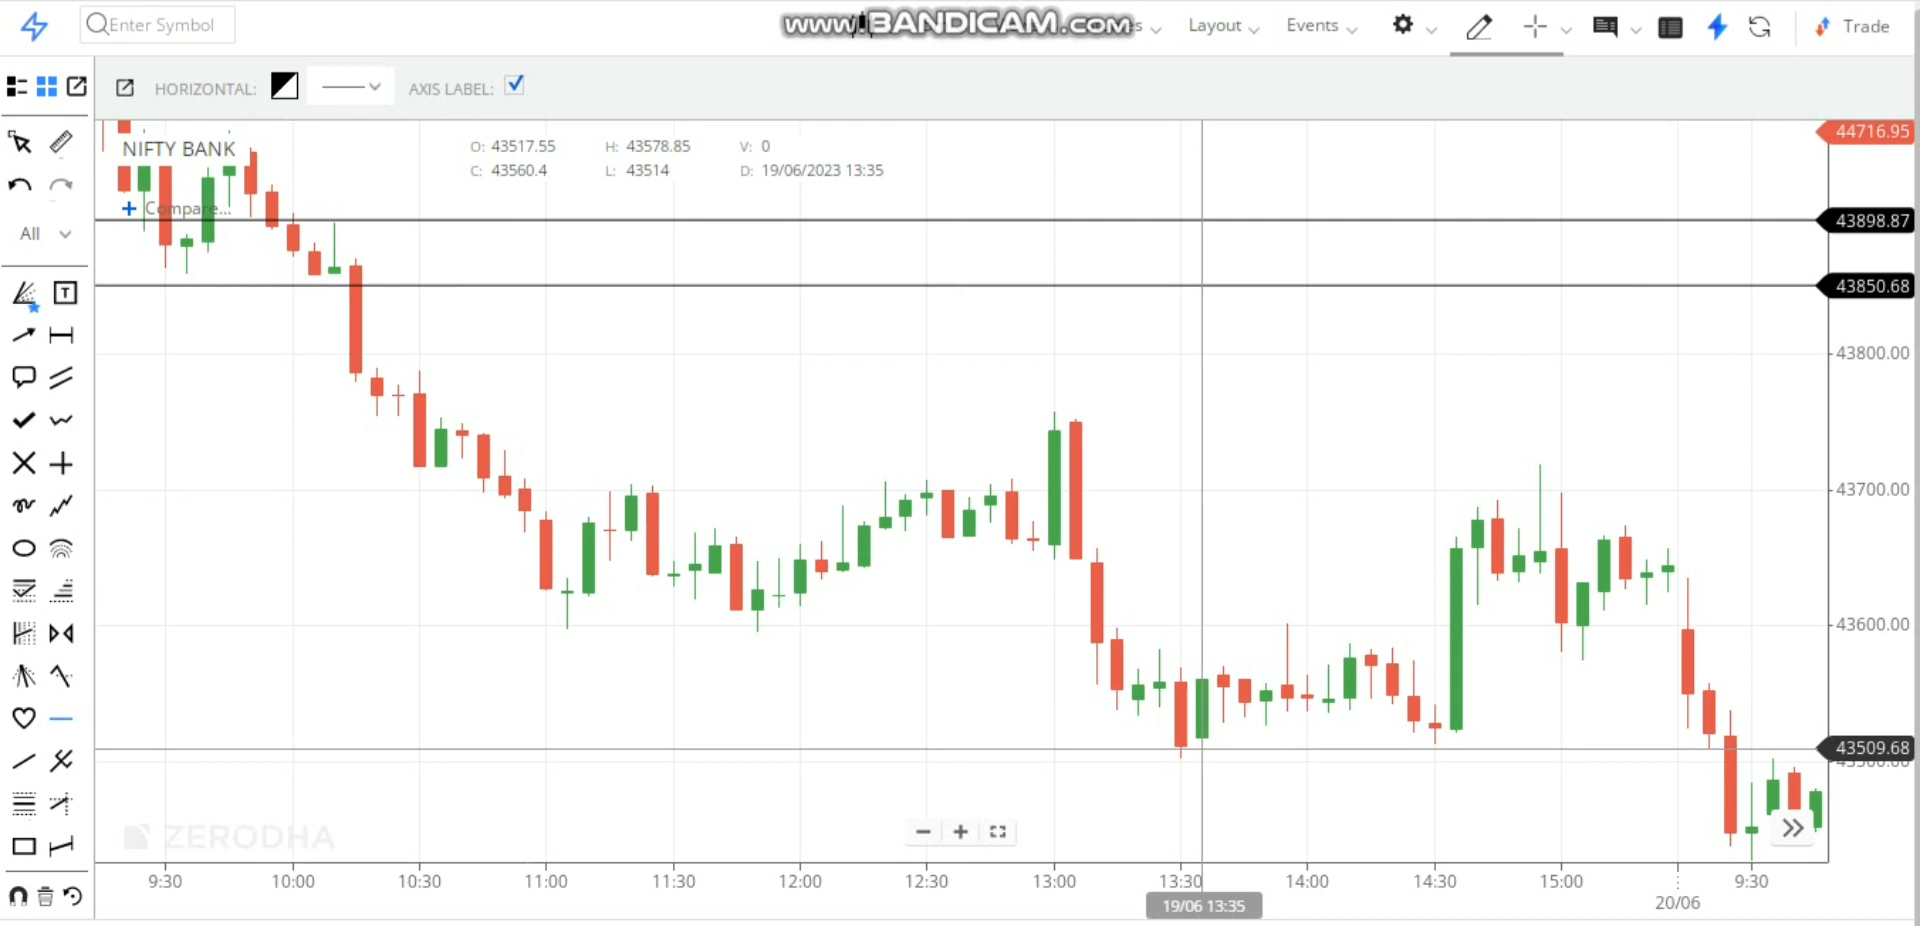 Enter Symbol
www.BANDICAM.com
Layout
Events
Trade
HORIZONTAL:
AXIS LABEL:
NIFTY BANK
O: 43517.55 H: 43578.85 V: 0
C: 43560.4 L: 43514 D: 19/06/2023 13:35
Compare...
All
T
44716.95
43898.87
43850.68
43800.00
43700.00
43600.00
43509.68
ZERODHA
9:30 10:00 10:30 11:00 11:30 12:00 12:30 13:00 13:30 14:00 14:30 15:00 9:30
19/06 13:35
20/06